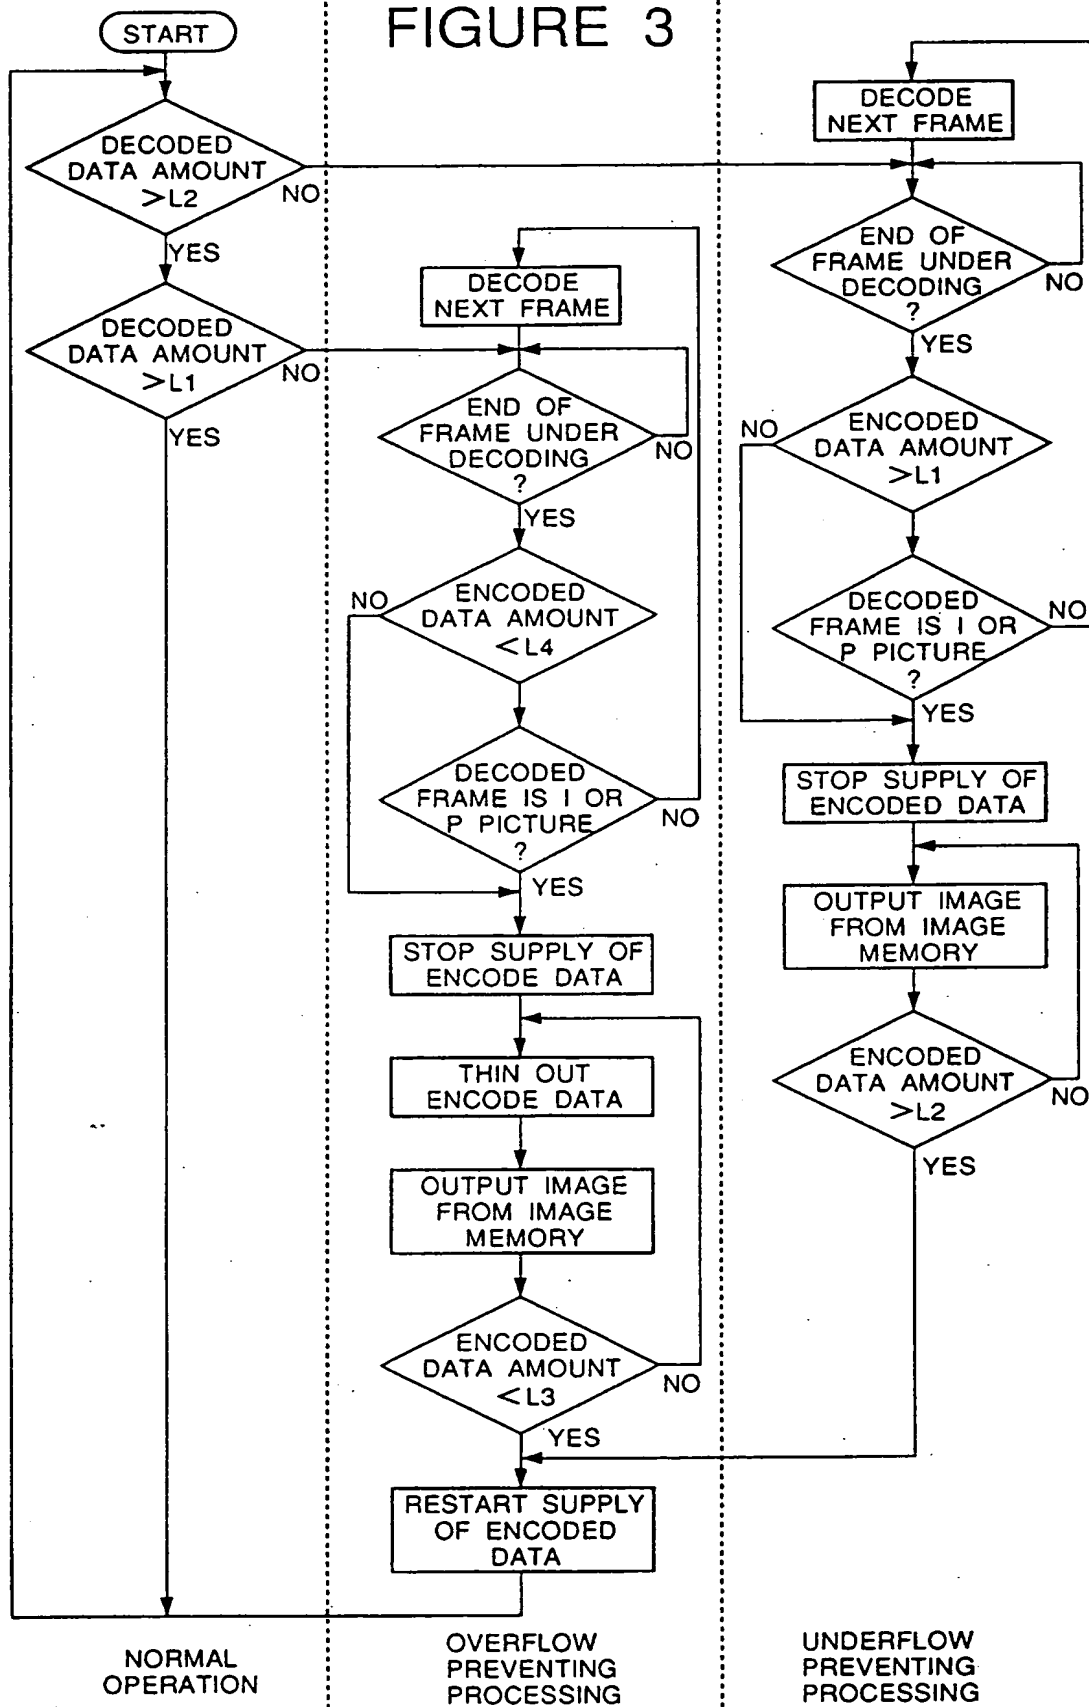 FIGURE 3
START
DECODED
DATA AMOUNT
>L2
NO
YES
DECODED
DATA AMOUNT
>L1
NO
YES
NORMAL
OPERATION
DECODE
NEXT FRAME
END OF
FRAME UNDER
DECODING
?
NO
YES
ENCODED
DATA AMOUNT
<L4
NO
DECODED
FRAME IS I OR
P PICTURE
?
NO
YES
STOP SUPPLY OF
ENCODE DATA
THIN OUT
ENCODE DATA
OUTPUT IMAGE
FROM IMAGE
MEMORY
ENCODED
DATA AMOUNT
<L3
NO
YES
RESTART SUPPLY
OF ENCODED
DATA
OVERFLOW
PREVENTING
PROCESSING
DECODE
NEXT FRAME
END OF
FRAME UNDER
DECODING
?
NO
YES
ENCODED
DATA AMOUNT
>L1
NO
DECODED
FRAME IS I OR
P PICTURE
?
NO
YES
STOP SUPPLY OF
ENCODED DATA
OUTPUT IMAGE
FROM IMAGE
MEMORY
ENCODED
DATA AMOUNT
>L2
NO
YES
UNDERFLOW
PREVENTING
PROCESSING